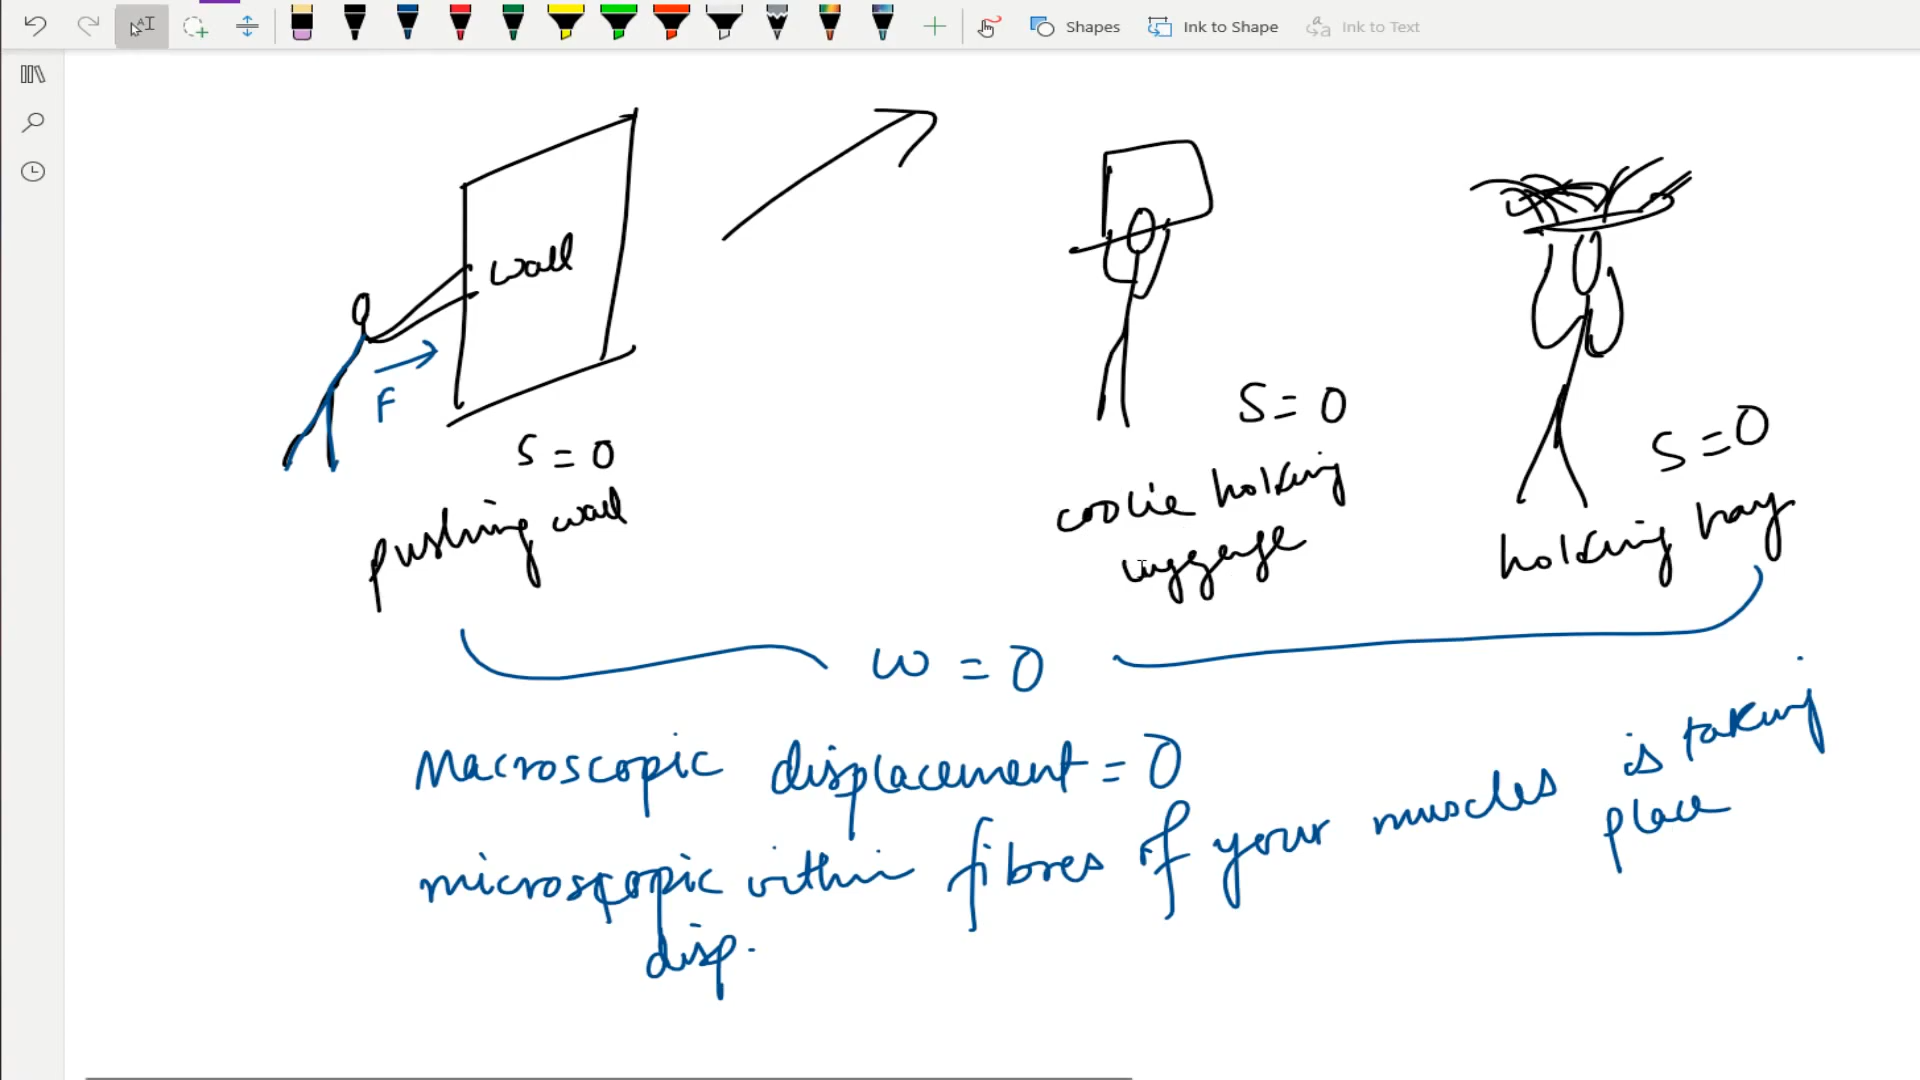 Shapes
Ink to Shape
Ink to Text
wall
F
S = 0
pushing wall
S = 0
coolie holding
luggage
S = 0
holding hay
W = 0
Macroscopic displacement = 0
microscopic within fibres of your muscles is taking
place
disp.